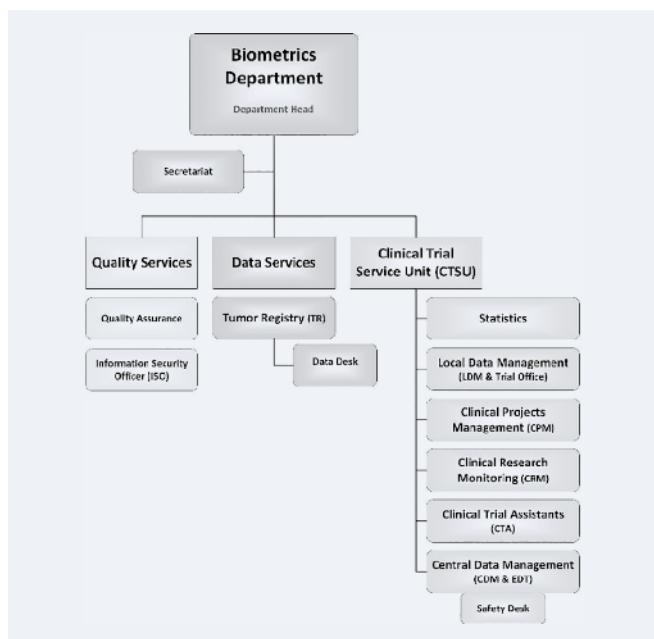 Biometrics
Department
Department Head
Secretariat
Quality Services
Data Services
Clinical Trial
Service Unit (CTSU)
Quality Assurance
Information Security
Officer (ISO)
Tumor Registry (TR)
Data Desk
Statistics
Local Data Management
(LDM & Trial Office)
Clinical Projects
Management (CPM)
Clinical Research
Monitoring (CRM)
Clinical Trial Assistants
(CTA)
Central Data Management
(CDM & EDT)
Safety Desk